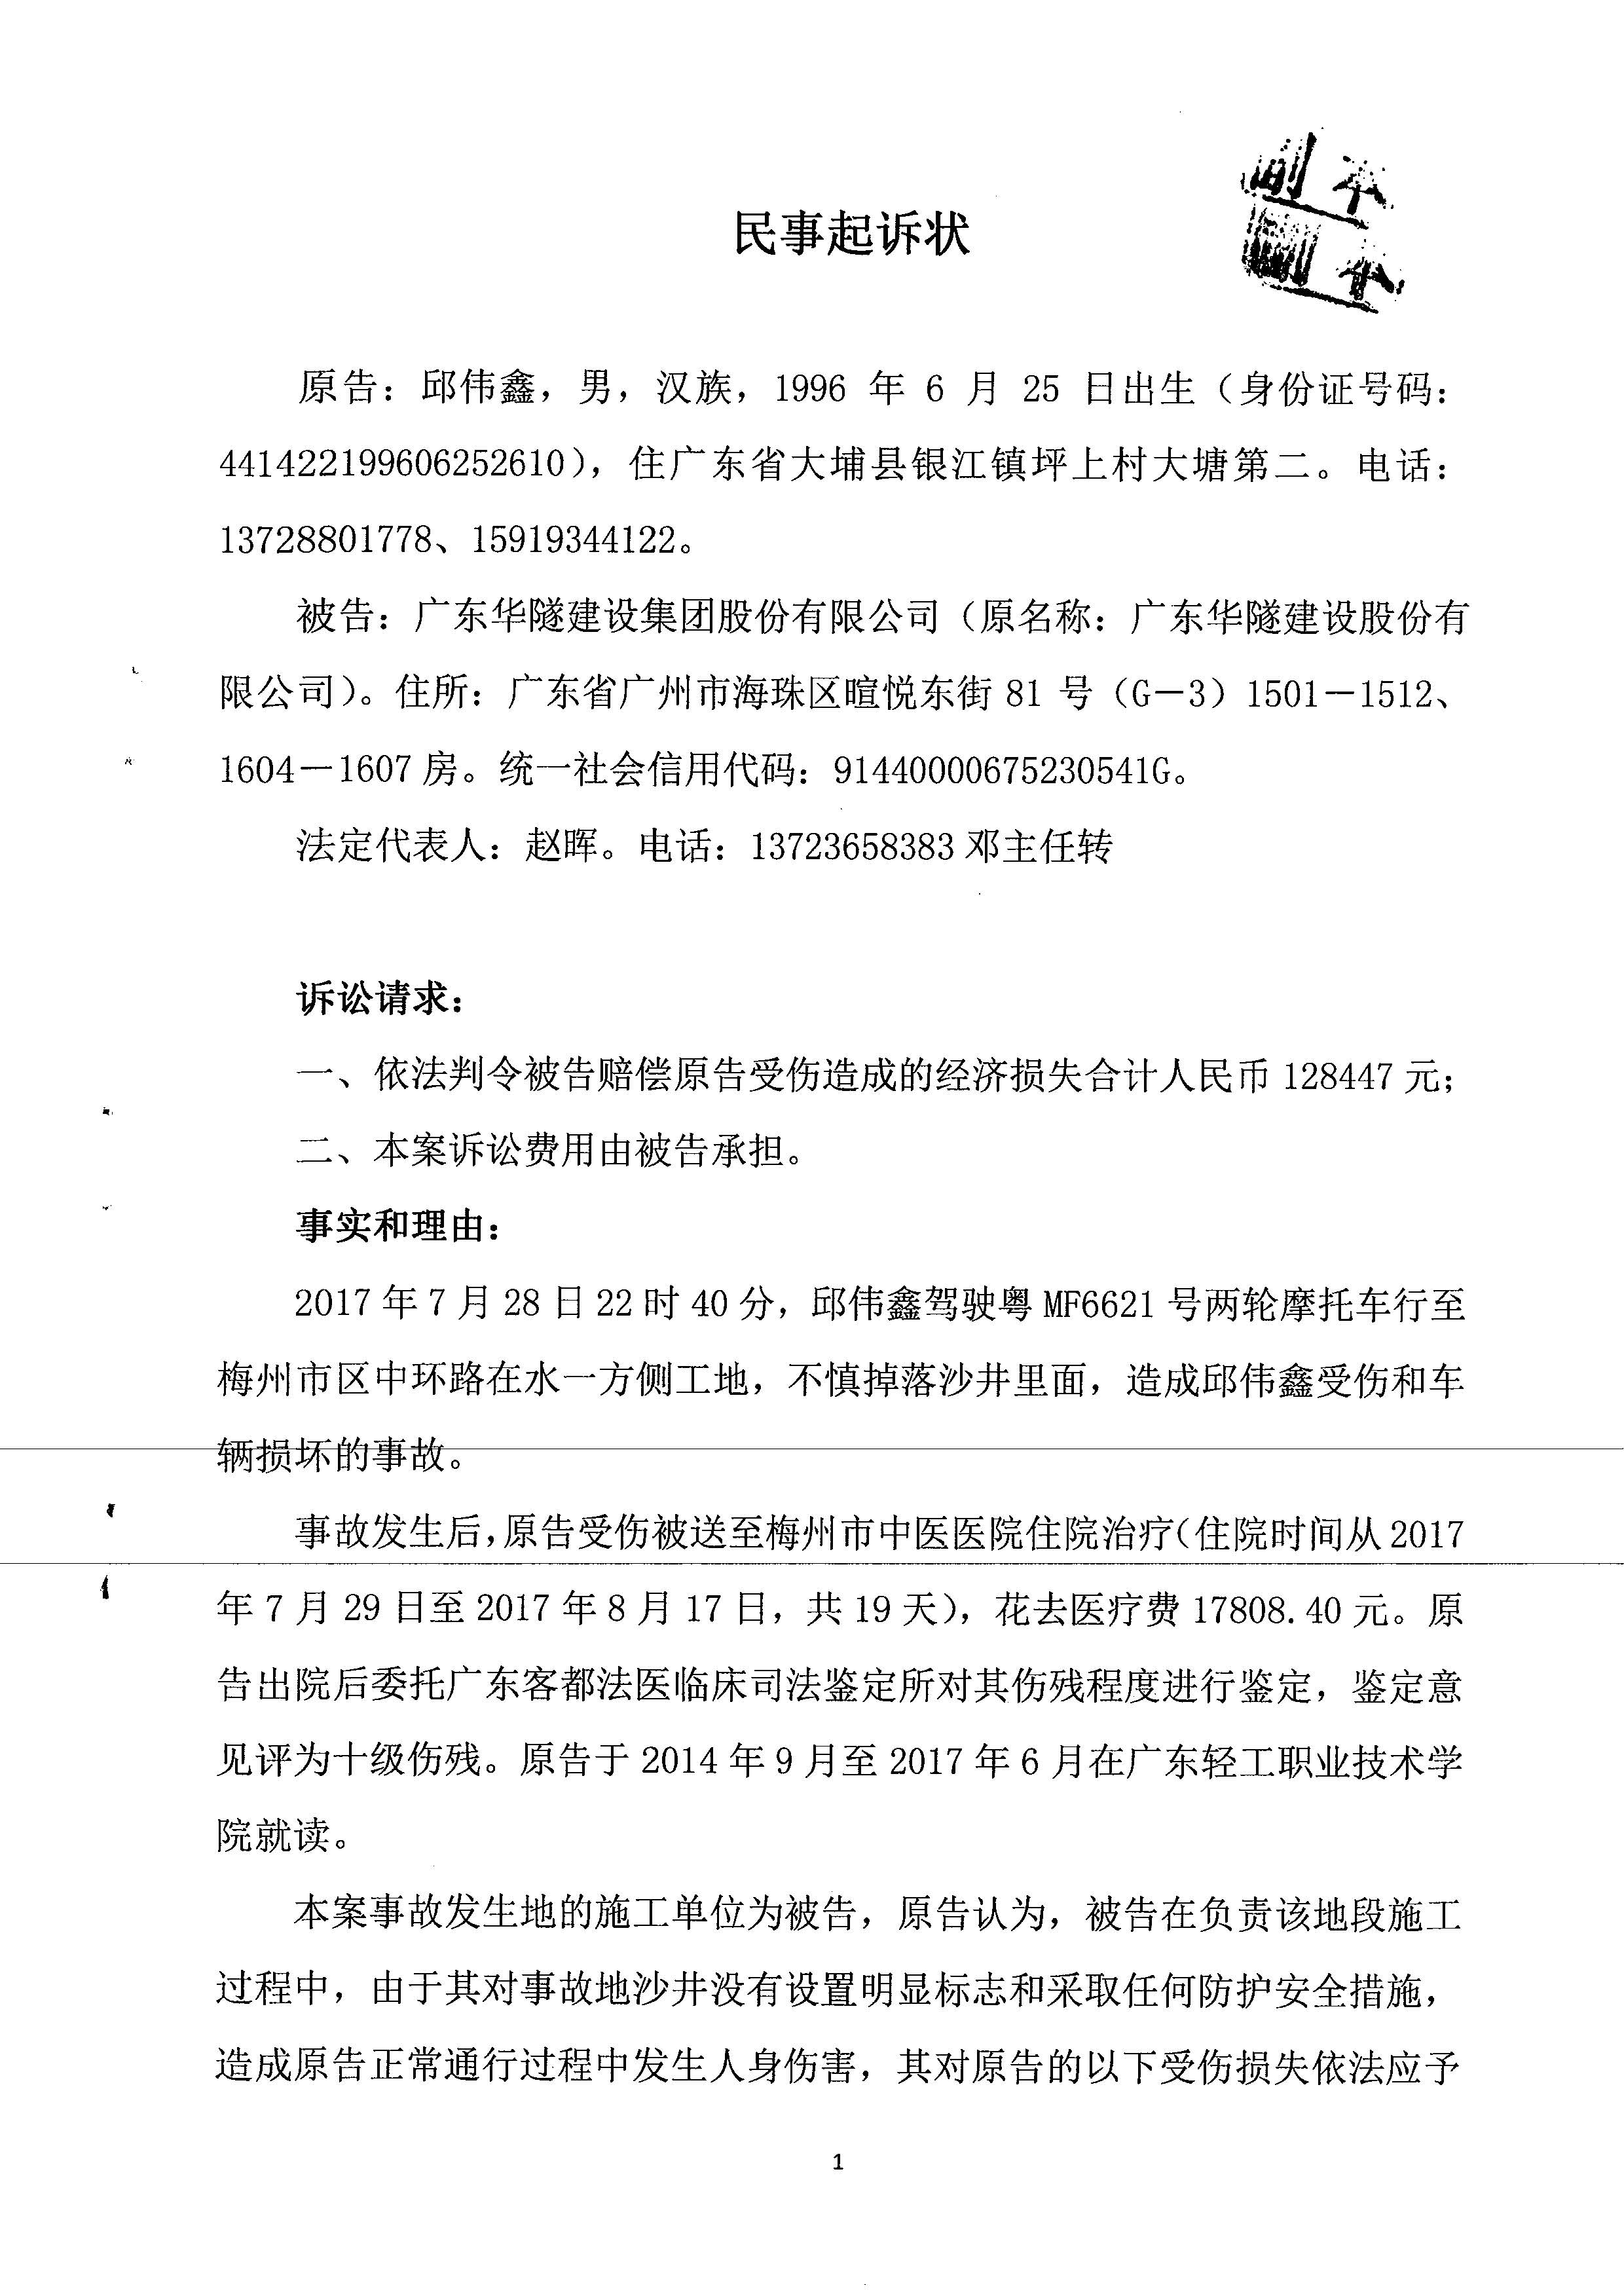 副本
副本
民事起诉状
原告：邱伟鑫，男，汉族，1996 年 6 月 25 日出生（身份证号码：
441422199606252610），住广东省大埔县银江镇坪上村大塘第二。电话：
13728801778、15919344122。
被告：广东华隧建设集团股份有限公司（原名称：广东华隧建设股份有
限公司）。住所：广东省广州市海珠区暄悦东街 81 号（G－3）1501－1512、
1604－1607 房。统一社会信用代码：91440000675230541G。
法定代表人：赵晖。电话：13723658383 邓主任转
诉讼请求：
一、依法判令被告赔偿原告受伤造成的经济损失合计人民币 128447 元；
二、本案诉讼费用由被告承担。
事实和理由：
2017 年 7 月 28 日 22 时 40 分，邱伟鑫驾驶粤 MF6621 号两轮摩托车行至
梅州市区中环路在水一方侧工地，不慎掉落沙井里面，造成邱伟鑫受伤和车
辆损坏的事故。
事故发生后，原告受伤被送至梅州市中医医院住院治疗（住院时间从 2017
年 7 月 29 日至 2017 年 8 月 17 日，共 19 天），花去医疗费 17808.40 元。原
告出院后委托广东客都法医临床司法鉴定所对其伤残程度进行鉴定，鉴定意
见评为十级伤残。原告于 2014 年 9 月至 2017 年 6 月在广东轻工职业技术学
院就读。
本案事故发生地的施工单位为被告，原告认为，被告在负责该地段施工
过程中，由于其对事故地沙井没有设置明显标志和采取任何防护安全措施，
造成原告正常通行过程中发生人身伤害，其对原告的以下受伤损失依法应予
1